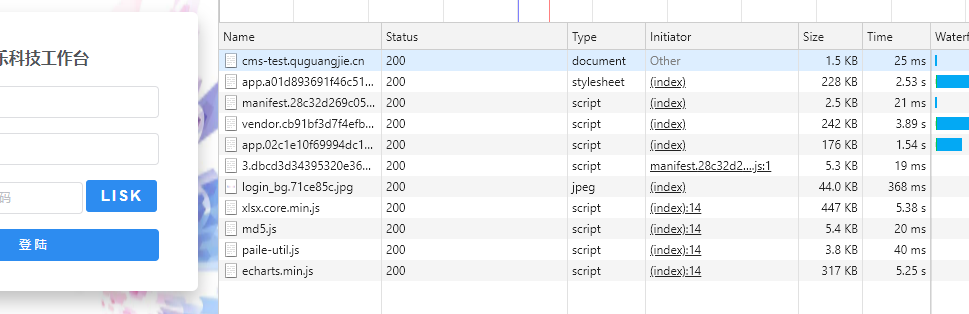 乐科技工作台
码
LISK
登 陆
Name Status Type Initiator Size Time Waterf
cms-test.quguangjie.cn 200 document Other 1.5 KB 25 ms
app.a01d893691f46c51... 200 stylesheet (index) 228 KB 2.53 s
manifest.28c32d269c05... 200 script (index) 2.5 KB 21 ms
vendor.cb91bf3d7f4efb... 200 script (index) 242 KB 3.89 s
app.02c1e10f69994dc1... 200 script (index) 176 KB 1.54 s
3.dbcd3d34395320e36... 200 script manifest.28c32d2....js:1 5.3 KB 19 ms
login_bg.71ce85c.jpg 200 jpeg (index) 44.0 KB 368 ms
xlsx.core.min.js 200 script (index):14 447 KB 5.38 s
md5.js 200 script (index):14 5.4 KB 20 ms
paile-util.js 200 script (index):14 3.8 KB 40 ms
echarts.min.js 200 script (index):14 317 KB 5.25 s